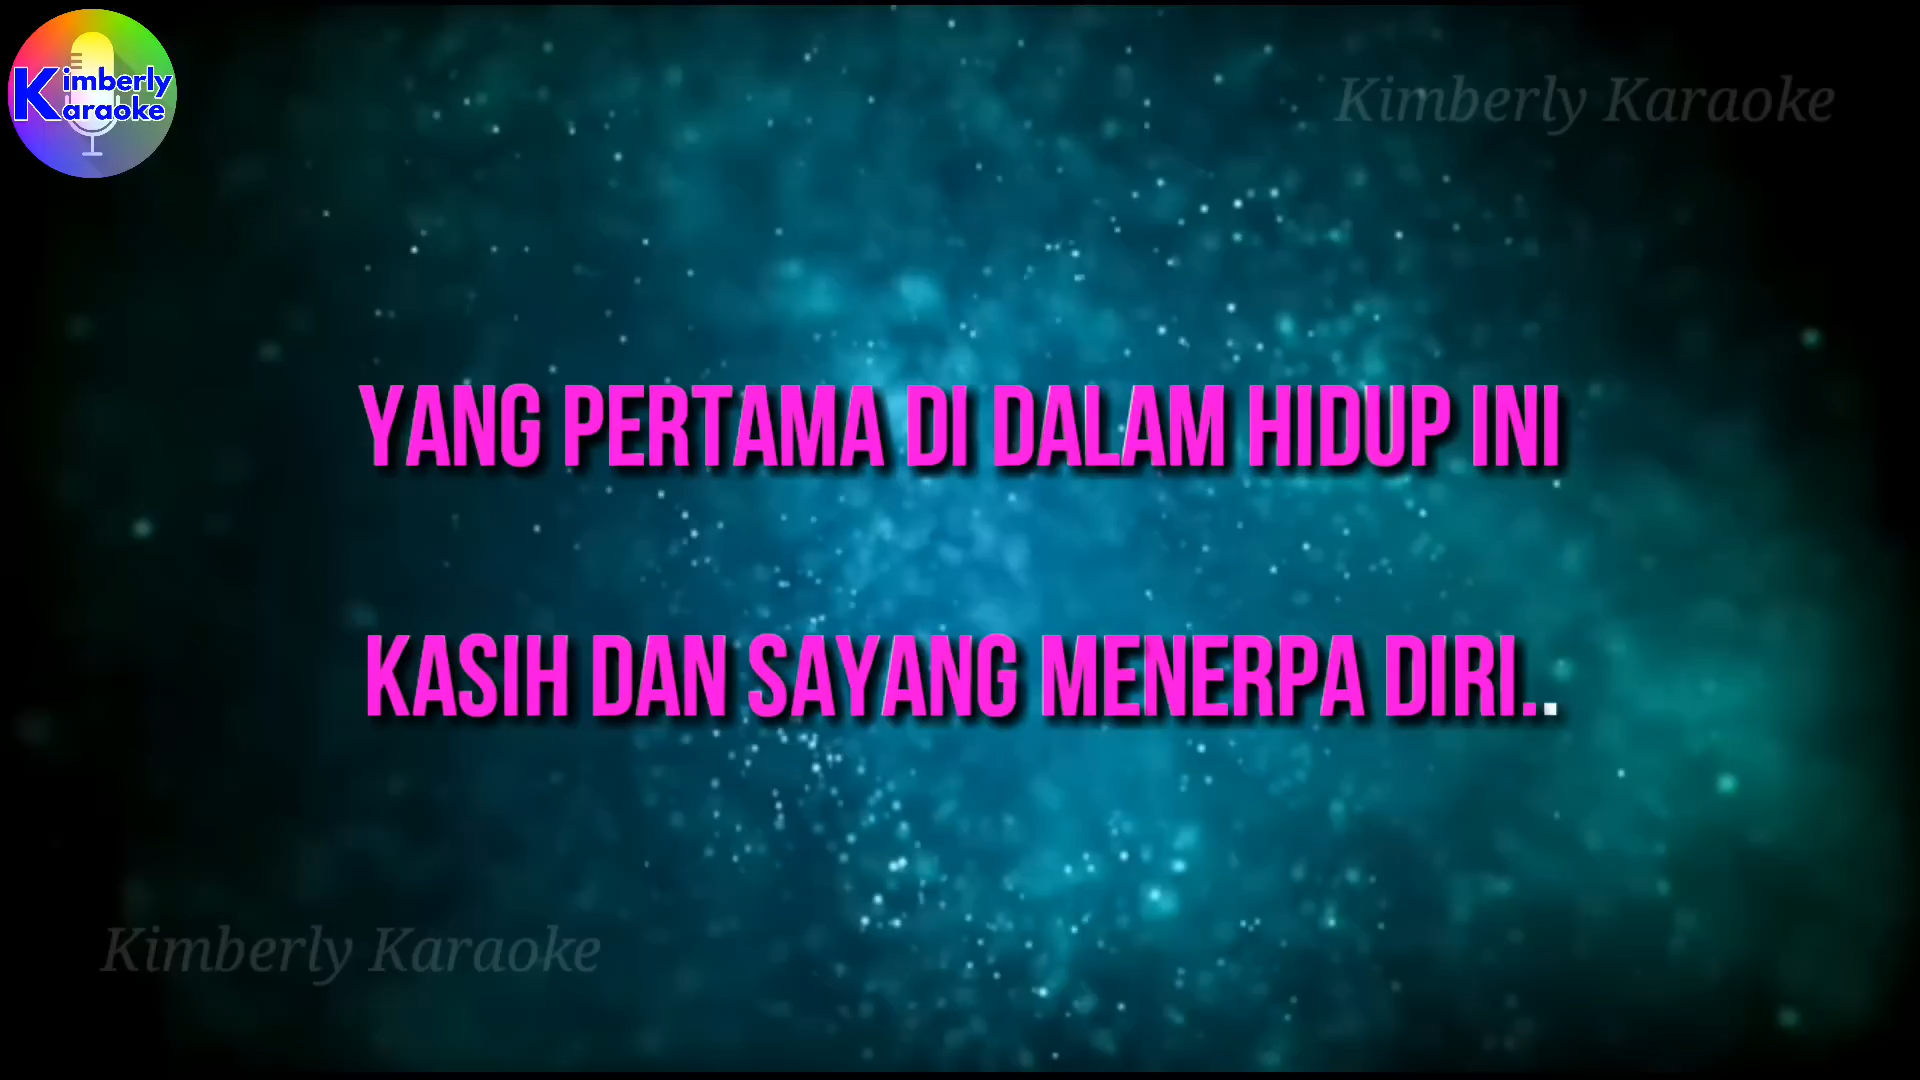 Kimberly
Karaoke
Kimberly Karaoke
YANG PERTAMA DI DALAM HIDUP INI
KASIH DAN SAYANG MENERPA DIRI..
Kimberly Karaoke